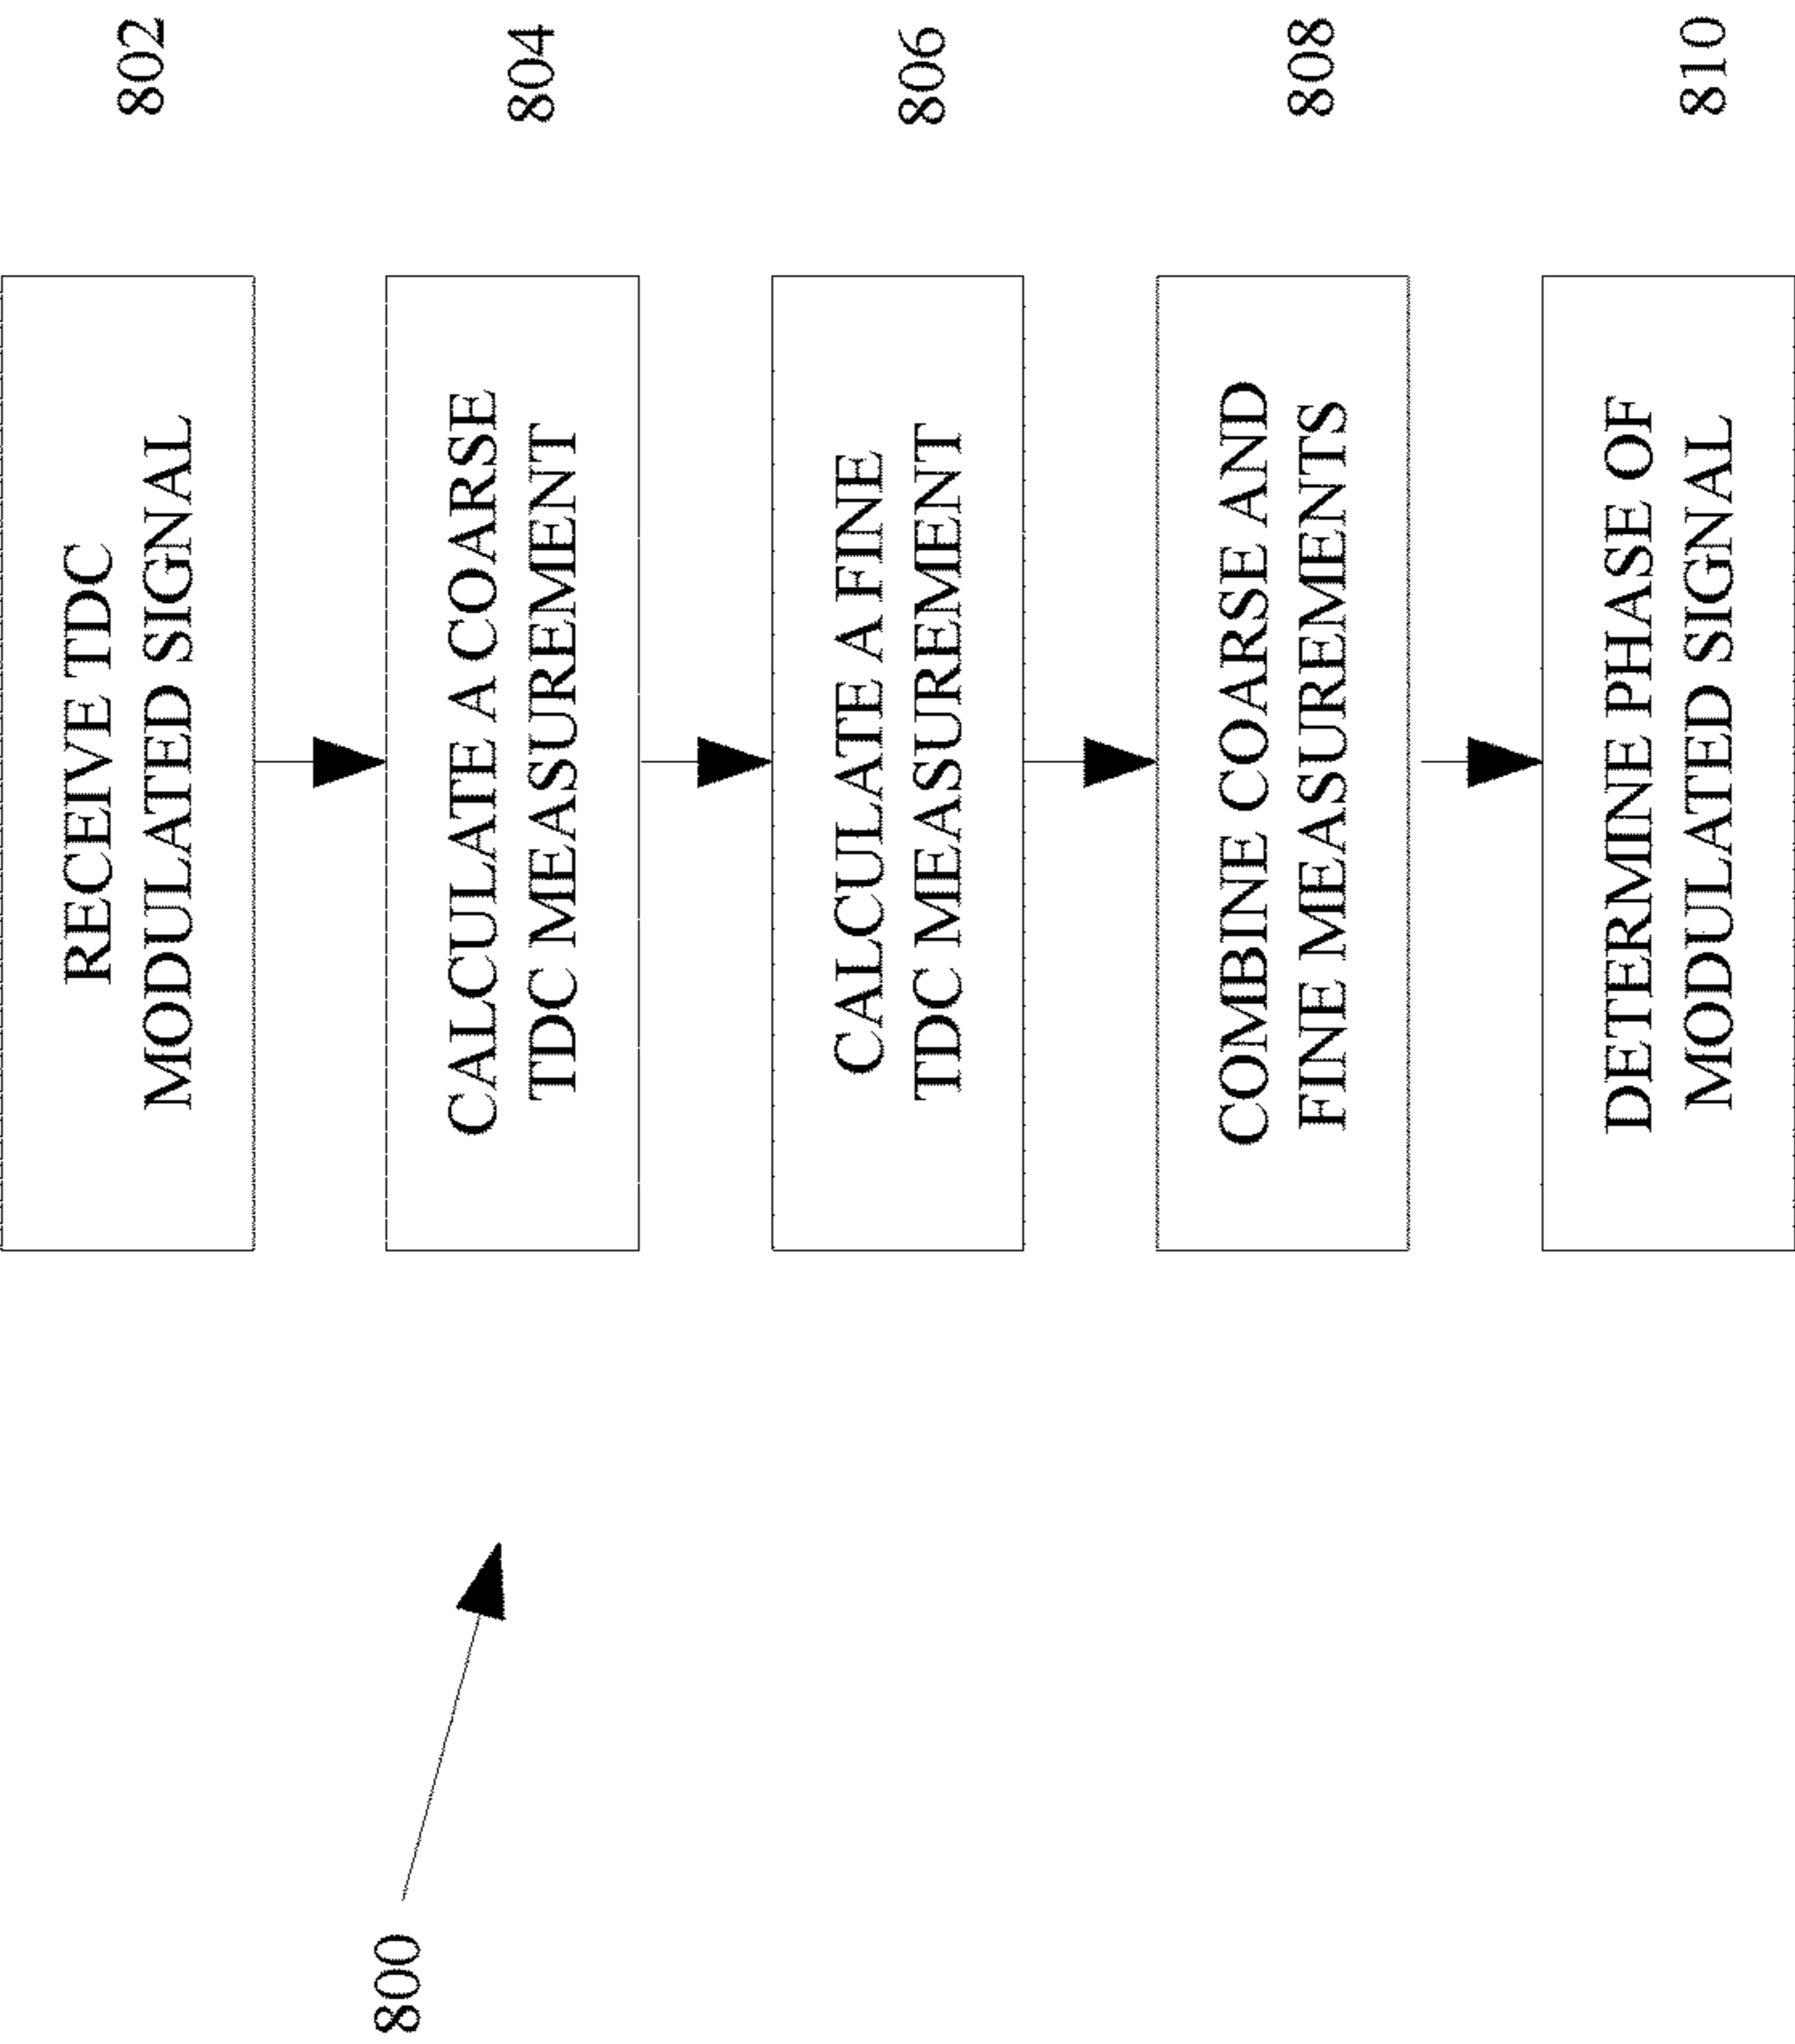 800
RECEIVE TDC
MODULATED SIGNAL
802
CALCULATE A COARSE
TDC MEASUREMENT
804
CALCULATE A FINE
TDC MEASUREMENT
806
COMBINE COARSE AND
FINE MEASUREMENTS
808
DETERMINE PHASE OF
MODULATED SIGNAL
810